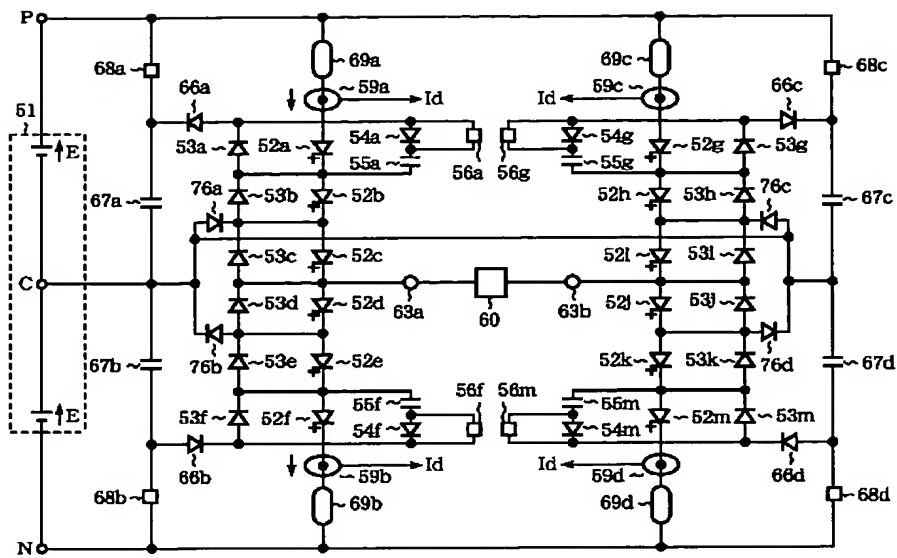 P
69a
69c
68a
59a
Id
Id
59c
68c
66a
66c
51
E
54a
54g
53a
52a
52g
53g
55a
56a
56g
55g
76a
53b
52b
52h
53h
76c
67a
67c
53c
52c
52i
53i
C
53d
52d
63a
60
63b
52j
53j
67b
76b
53e
52e
52k
53k
76d
67d
55f
56f
56m
55m
53f
52f
54f
54m
52m
53m
E
66b
Id
Id
66d
59b
59d
68b
69b
69d
68d
N